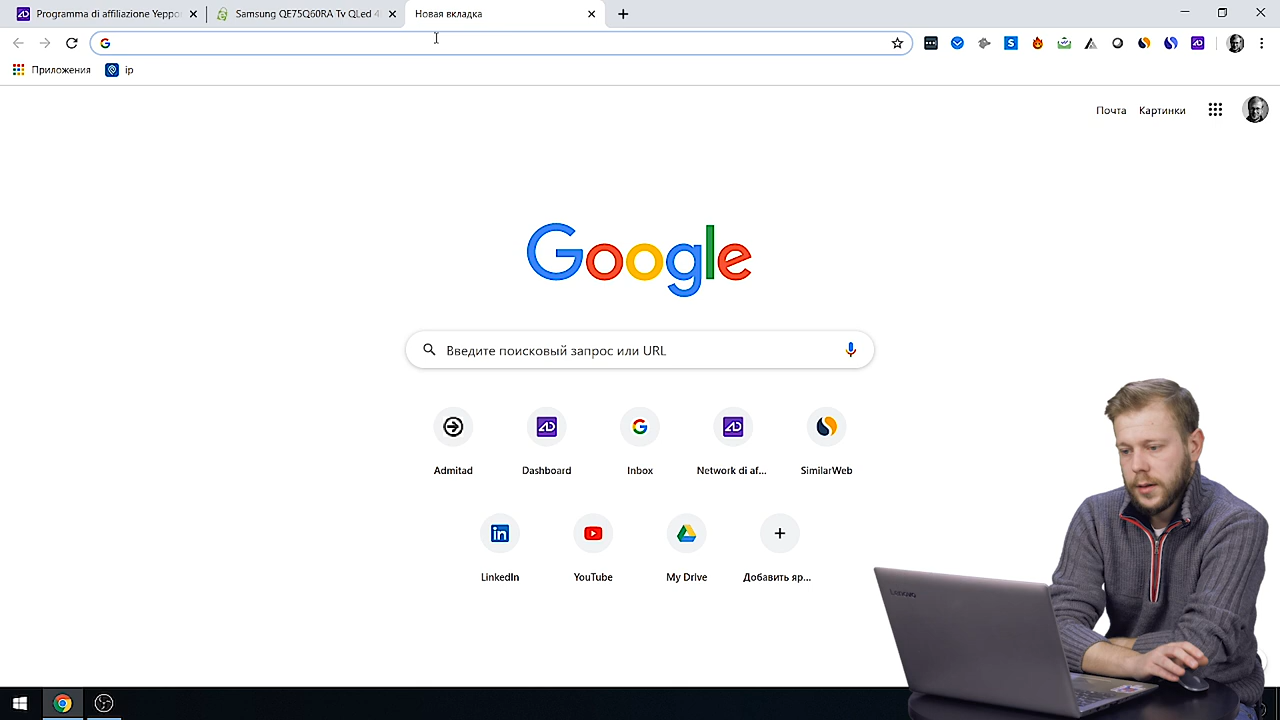 Programma di affiliazione Yeppo
Samsung QE75Q60RA Tv QLed 4
Новая вкладка
Приложения
ip
Почта
Картинки
Google
Введите поисковый запрос или URL
Admitad
Dashboard
Inbox
Network di af...
SimilarWeb
LinkedIn
YouTube
My Drive
Добавить яр...